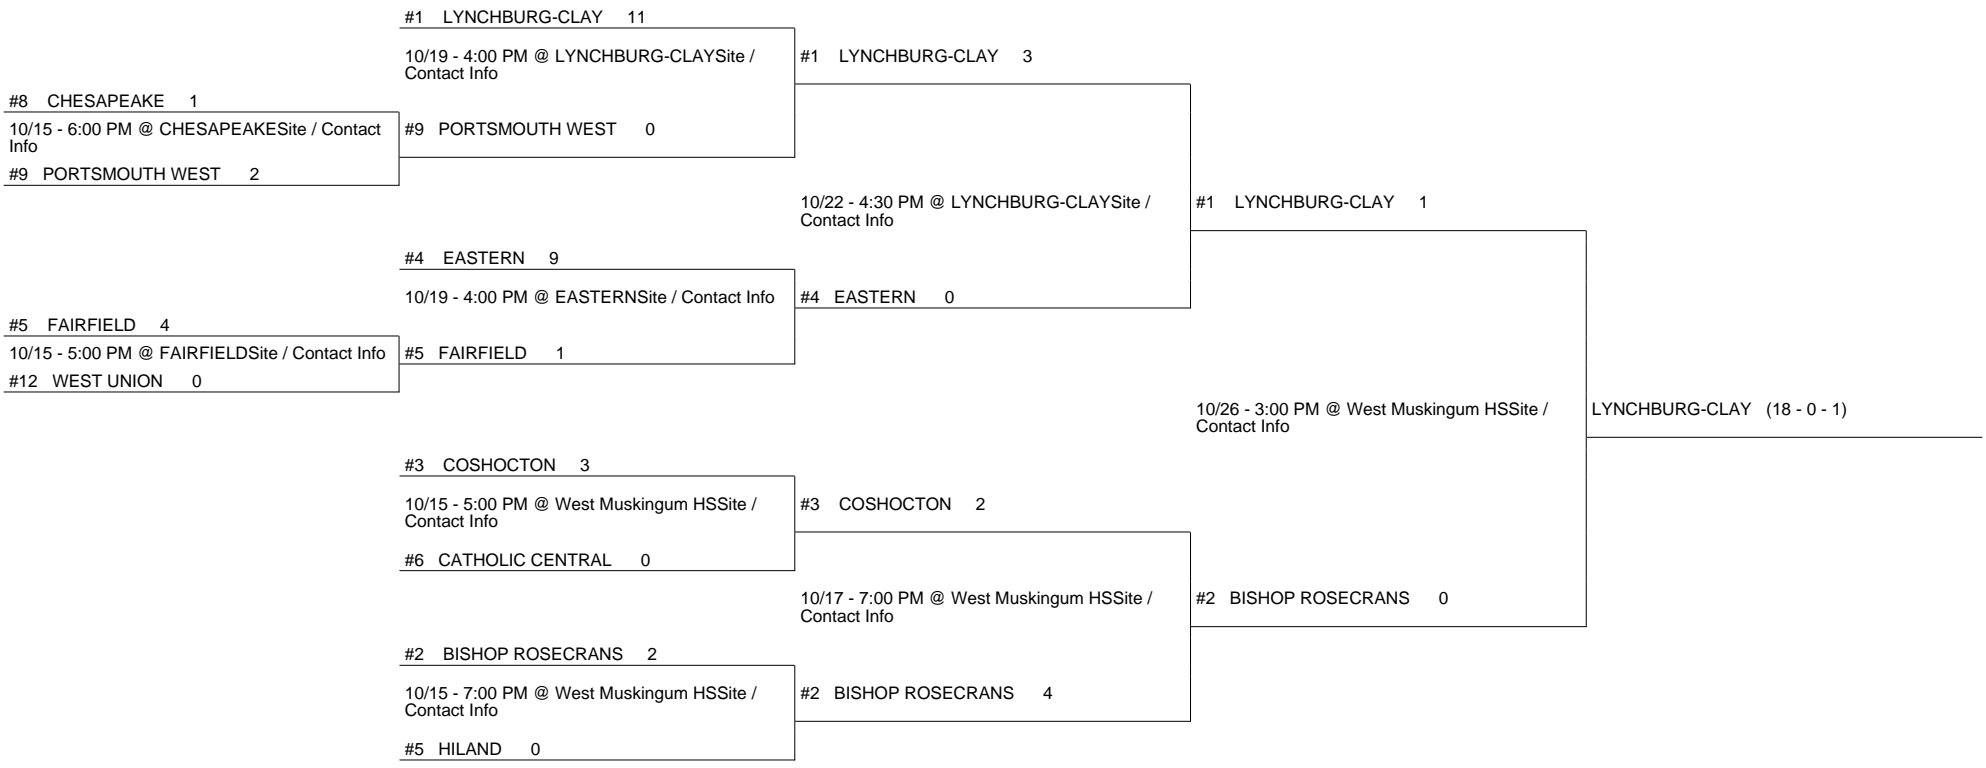 #1 LYNCHBURG-CLAY 11
10/19 - 4:00 PM @ LYNCHBURG-CLAYSite /
Contact Info
#1 LYNCHBURG-CLAY 3
#8 CHESAPEAKE 1
10/15 - 6:00 PM @ CHESAPEAKESite / Contact
Info
#9 PORTSMOUTH WEST 0
#9 PORTSMOUTH WEST 2
10/22 - 4:30 PM @ LYNCHBURG-CLAYSite /
Contact Info
#1 LYNCHBURG-CLAY 1
#4 EASTERN 9
10/19 - 4:00 PM @ EASTERNSite / Contact Info
#4 EASTERN 0
#5 FAIRFIELD 4
10/15 - 5:00 PM @ FAIRFIELDSite / Contact Info
#5 FAIRFIELD 1
#12 WEST UNION 0
10/26 - 3:00 PM @ West Muskingum HSSite /
Contact Info
LYNCHBURG-CLAY (18 - 0 - 1)
#3 COSHOCTON 3
10/15 - 5:00 PM @ West Muskingum HSSite /
Contact Info
#3 COSHOCTON 2
#6 CATHOLIC CENTRAL 0
10/17 - 7:00 PM @ West Muskingum HSSite /
Contact Info
#2 BISHOP ROSECRANS 0
#2 BISHOP ROSECRANS 2
10/15 - 7:00 PM @ West Muskingum HSSite /
Contact Info
#2 BISHOP ROSECRANS 4
#5 HILAND 0